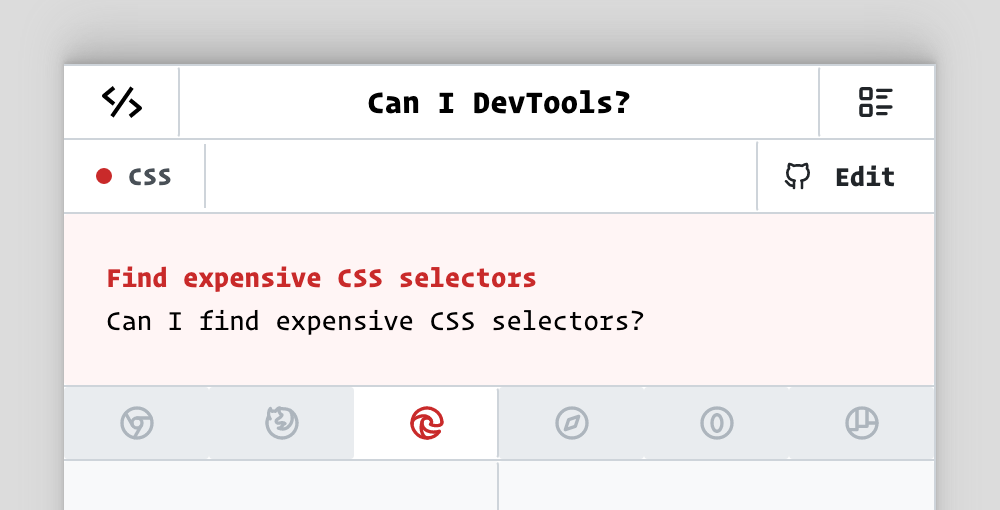 Can I DevTools?
CSS
Edit
Find expensive CSS selectors
Can I find expensive CSS selectors?